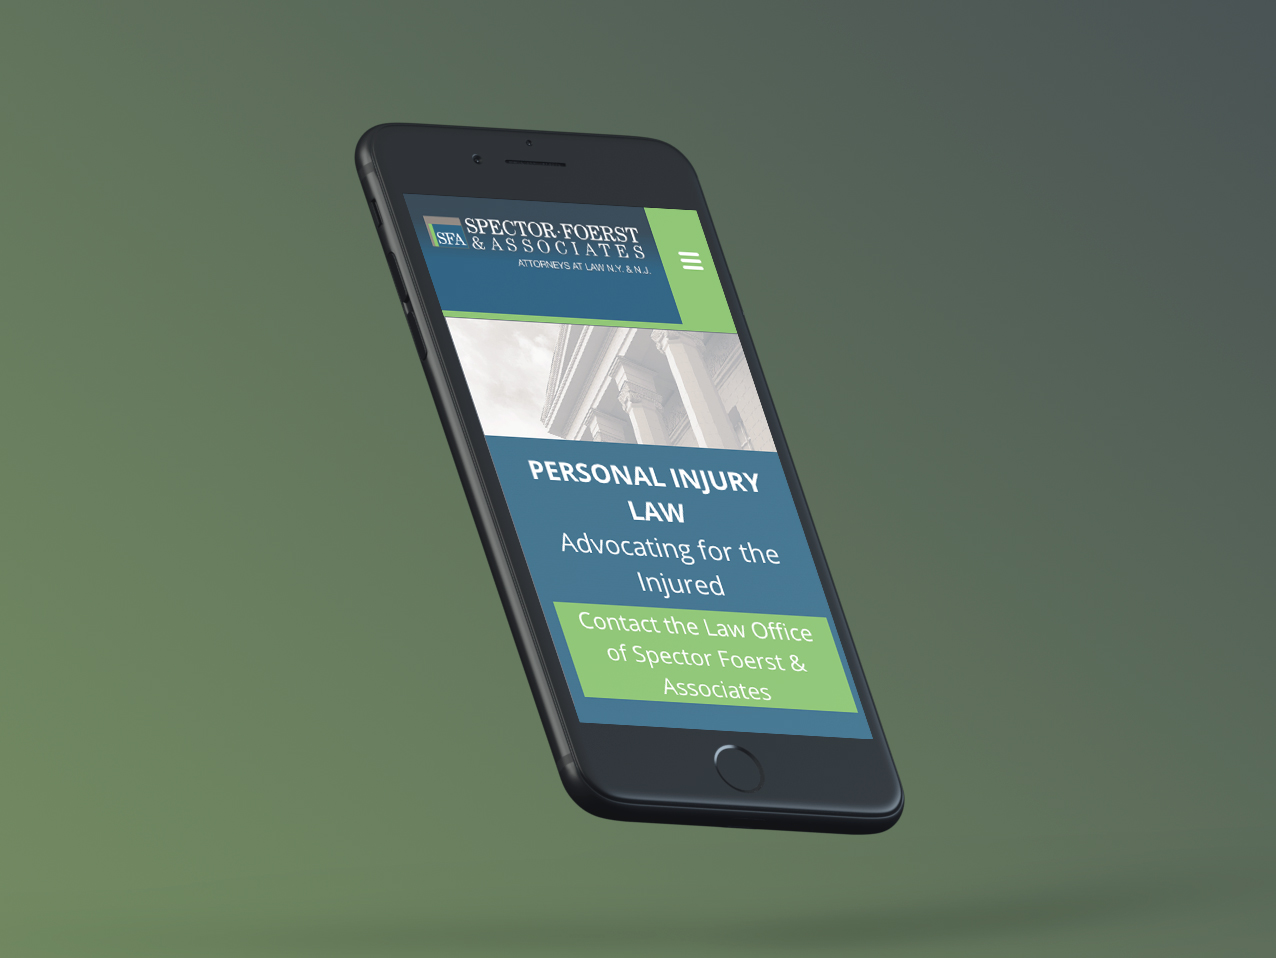 SFA
SPECTOR·FOERST
& ASSOCIATES
ATTORNEYS AT LAW N.Y. & N.J.
PERSONAL INJURY
LAW
Advocating for the
Injured
Contact the Law Office
of Spector Foerst &
Associates